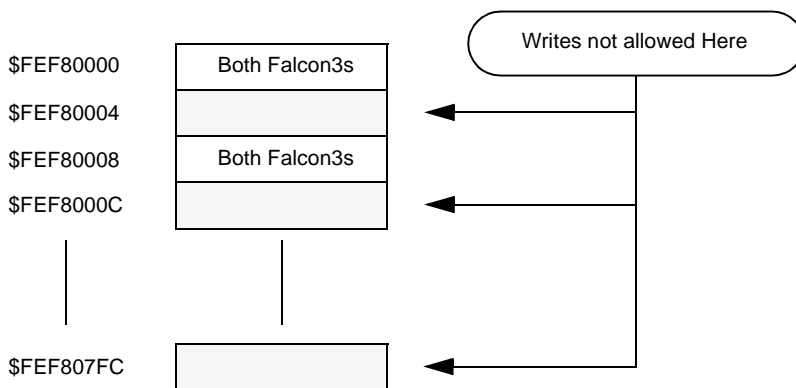 Writes not allowed Here
$FEF80000 Both Falcon3s
$FEF80004
$FEF80008 Both Falcon3s
$FEF8000C
$FEF807FC